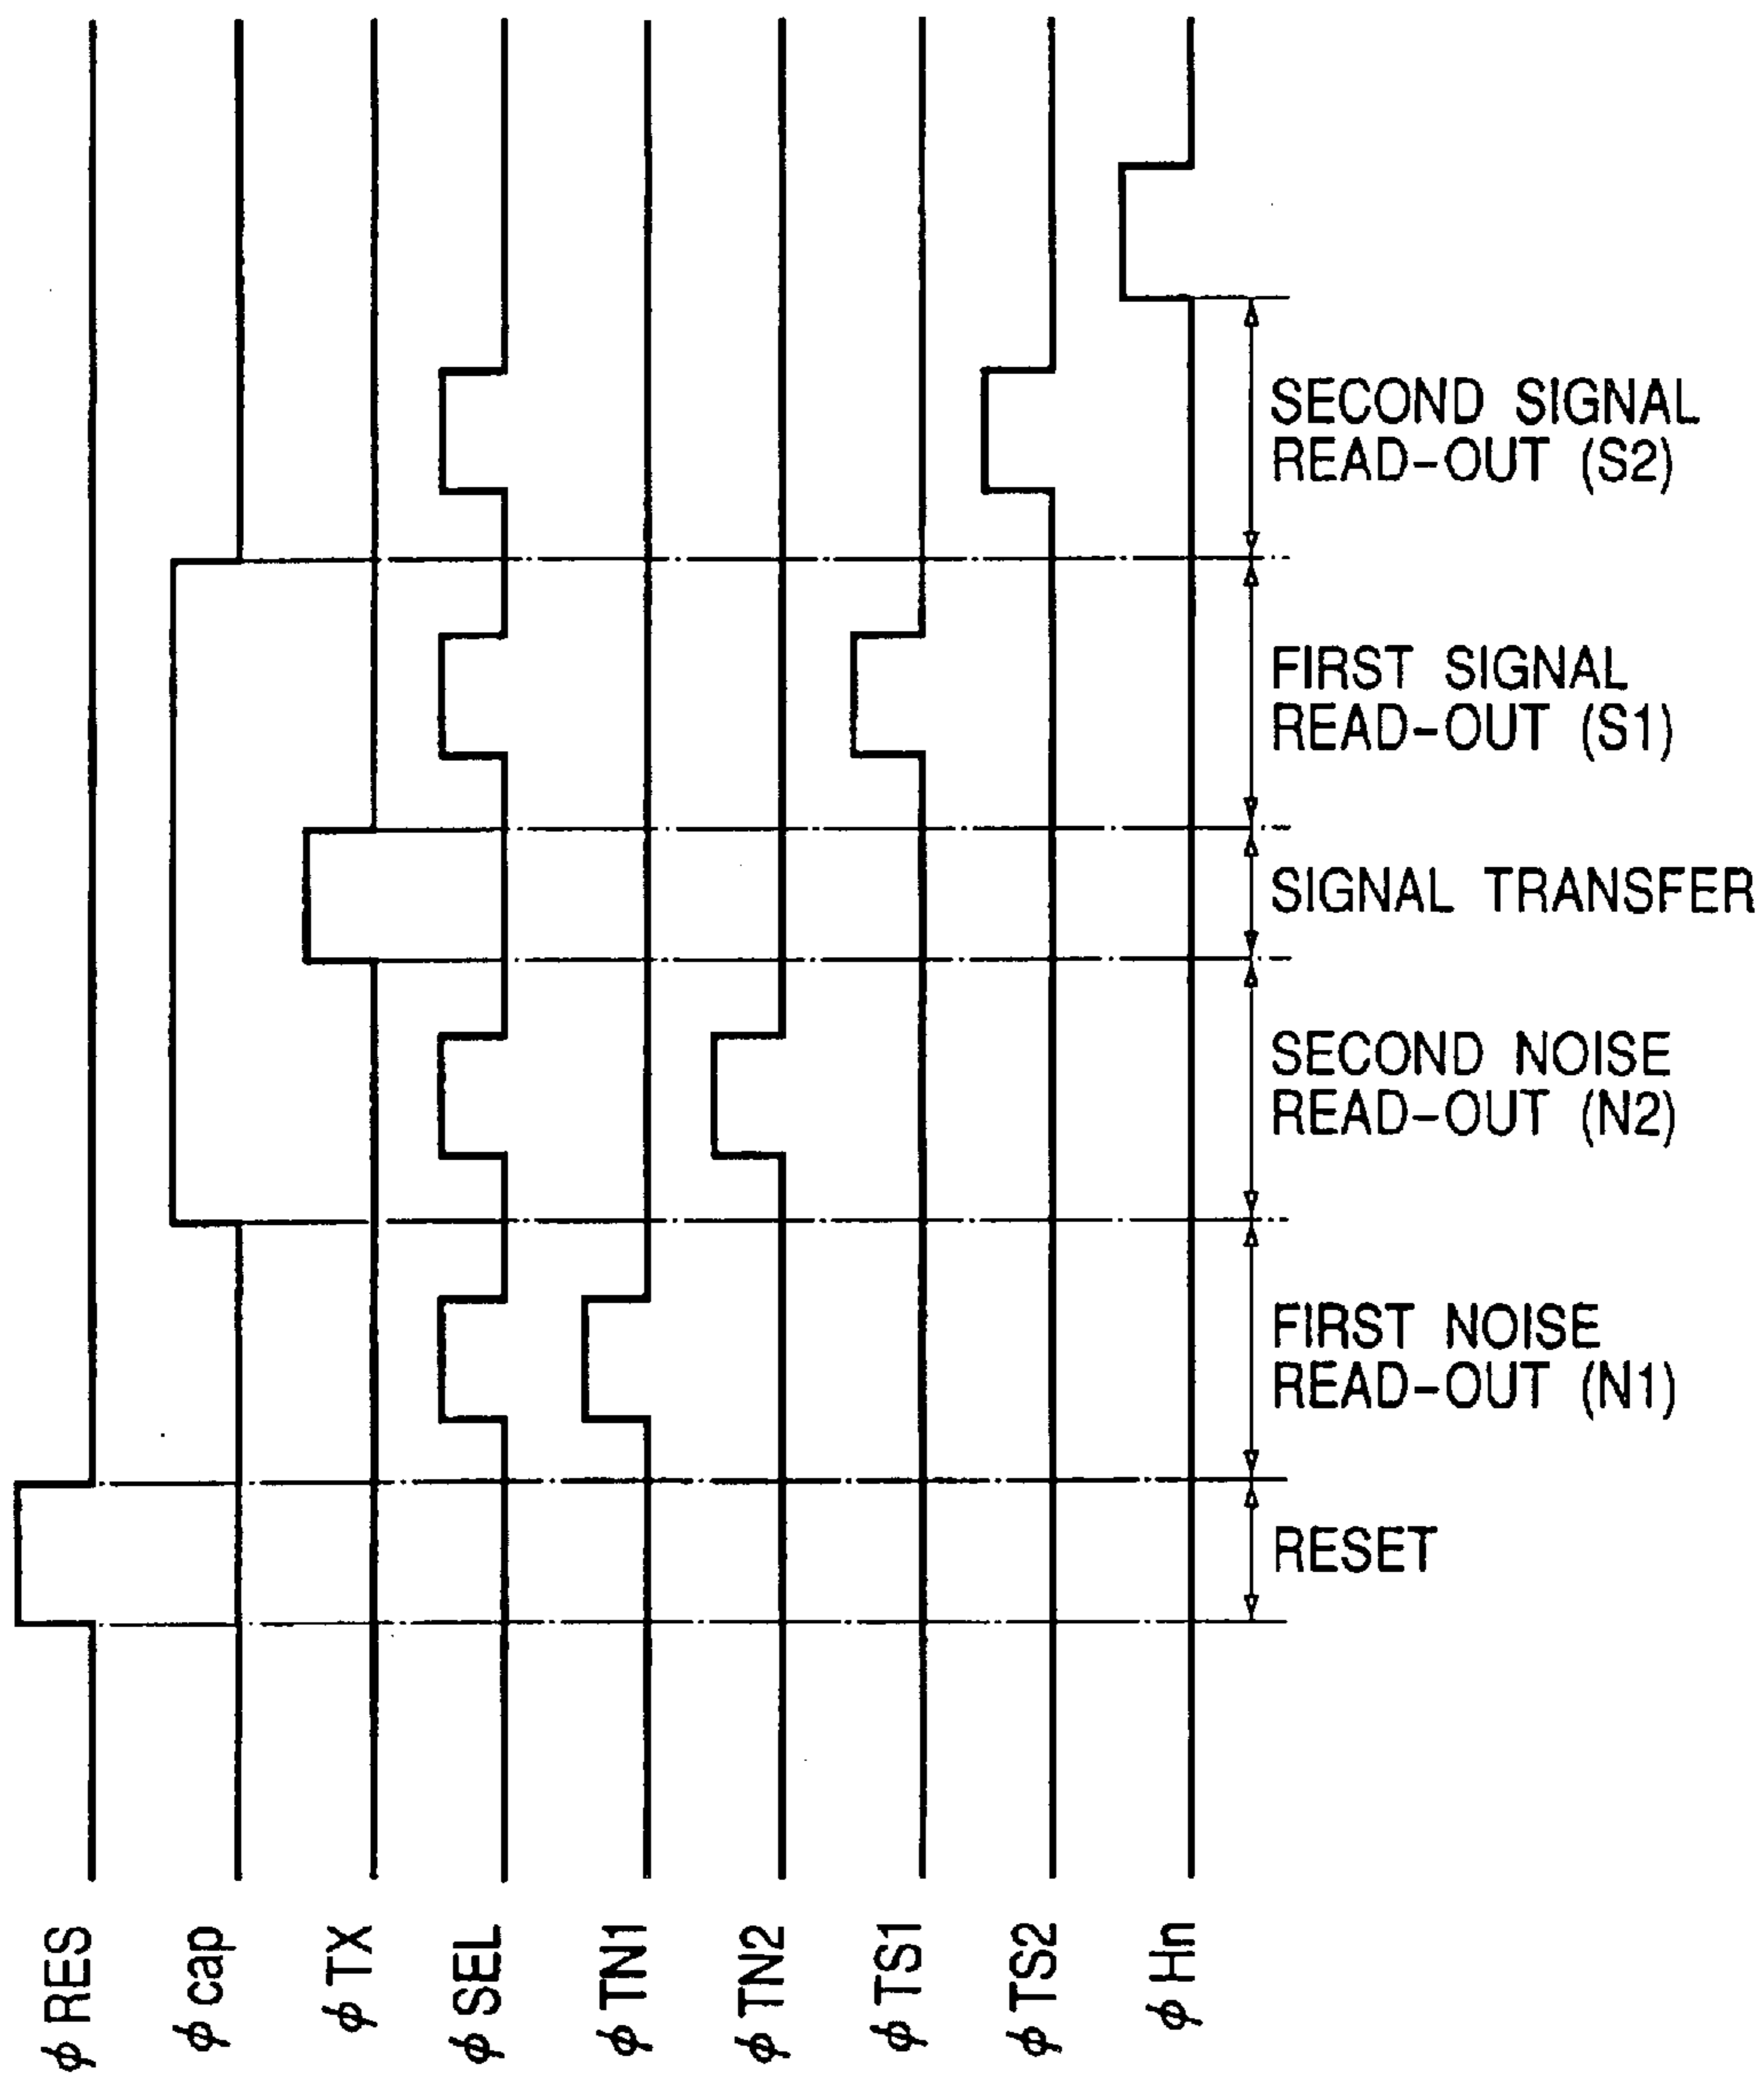 SECOND SIGNAL
READ-OUT (S2)
FIRST SIGNAL
READ-OUT (S1)
SIGNAL TRANSFER
SECOND NOISE
READ-OUT (N2)
FIRST NOISE
READ-OUT (N1)
RESET
ϕ RES
ϕ cap
ϕ TX
ϕ SEL
ϕ TN1
ϕ TN2
ϕ TS1
ϕ TS2
ϕ Hn